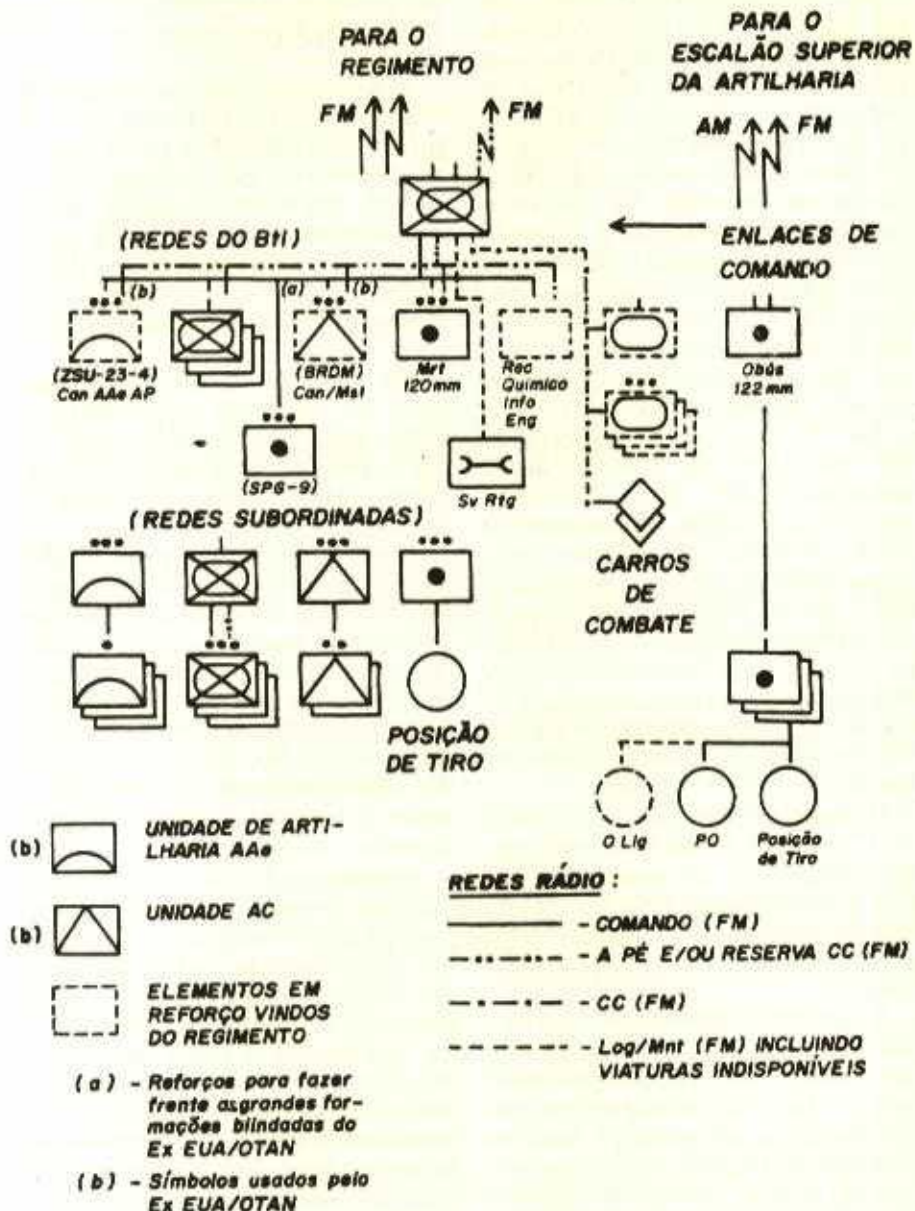 PARA O
REGIMENTO
PARA O
ESCALÃO SUPERIOR
DA ARTILHARIA
FM
FM
AM
FM
(REDES DO Btl)
ENLACES DE
COMANDO
(b)
(a)
(b)
(ZSU-23-4)
Can AAe AP
(BRDM)
Can/Msl
Mrt
120mm
Rec
Químico
Info
Eng
Obús
122mm
(SPG-9)
Sv Rtg
(REDES SUBORDINADAS)
CARROS
DE
COMBATE
POSIÇÃO
DE TIRO
O Lig
PO
Posição
de Tiro
(b)
UNIDADE DE ARTI-
LHARIA AAe
(b)
UNIDADE AC
ELEMENTOS EM
REFORÇO VINDOS
DO REGIMENTO
(a) - Reforços para fazer
frente as grandes for-
mações blindadas do
Ex EUA/OTAN
(b) - Símbolos usados pelo
Ex EUA/OTAN
REDES RÁDIO :
- COMANDO (FM)
- A PÉ E/OU RESERVA CC (FM)
- CC (FM)
- Log/Mnt (FM) INCLUINDO
VIATURAS INDISPONÍVEIS